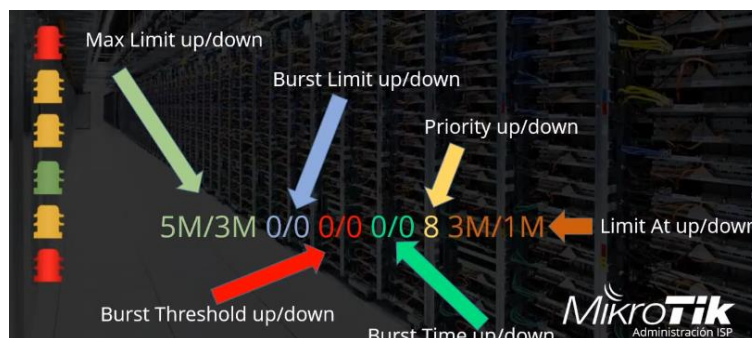 Max Limit up/down
Burst Limit up/down
Priority up/down
5M/3M 0/0 0/0 0/0 8 3M/1M
Limit At up/down
Burst Threshold up/down
Burst Time up/down
MikroTik
Administración ISP